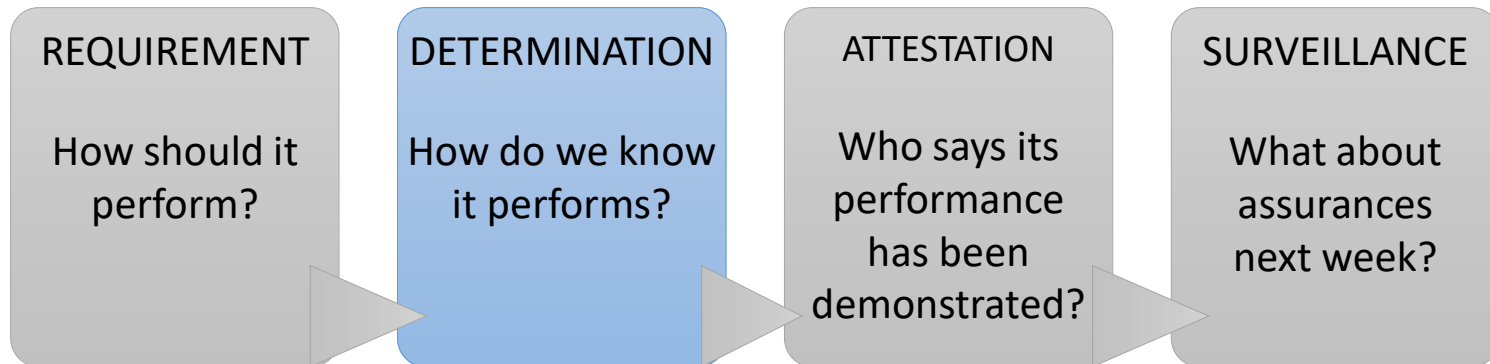 REQUIREMENT
How should it
perform?
DETERMINATION
How do we know
it performs?
ATTESTATION
Who says its
performance
has been
demonstrated?
SURVEILLANCE
What about
assurances
next week?